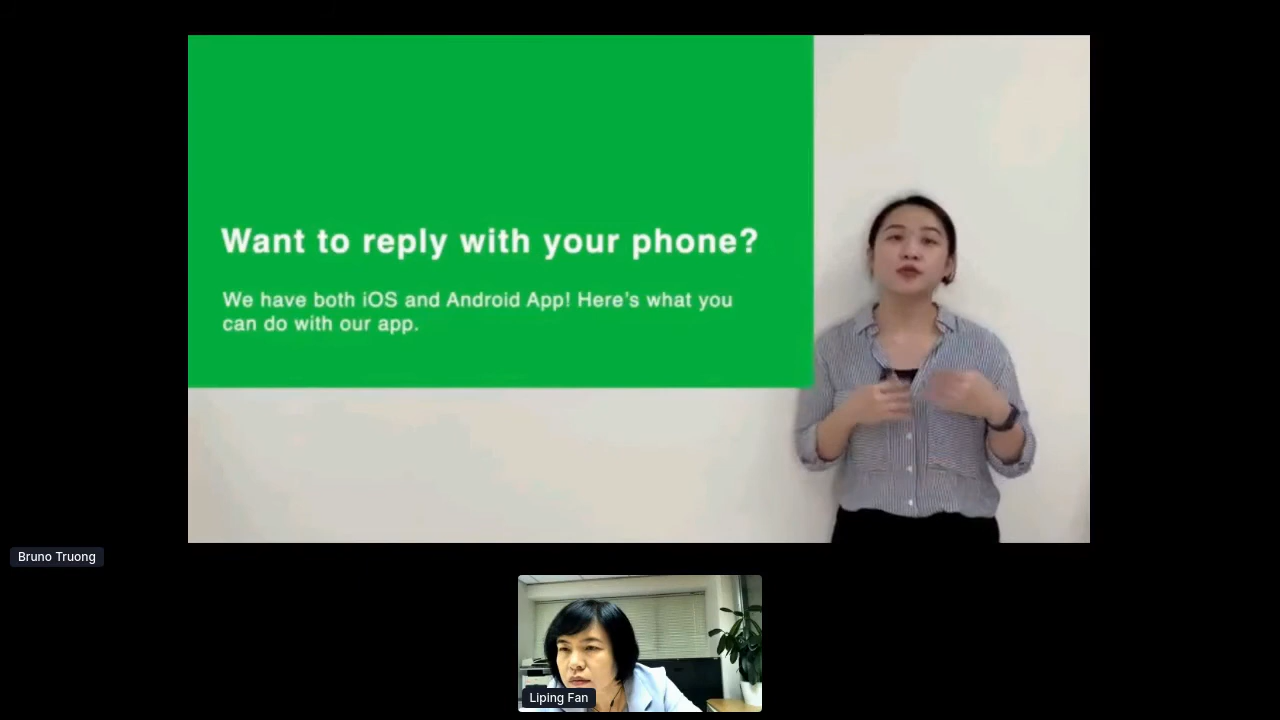 Want to reply with your phone?
We have both iOS and Android App! Here's what you
can do with our app.
Bruno Truong
Liping Fan